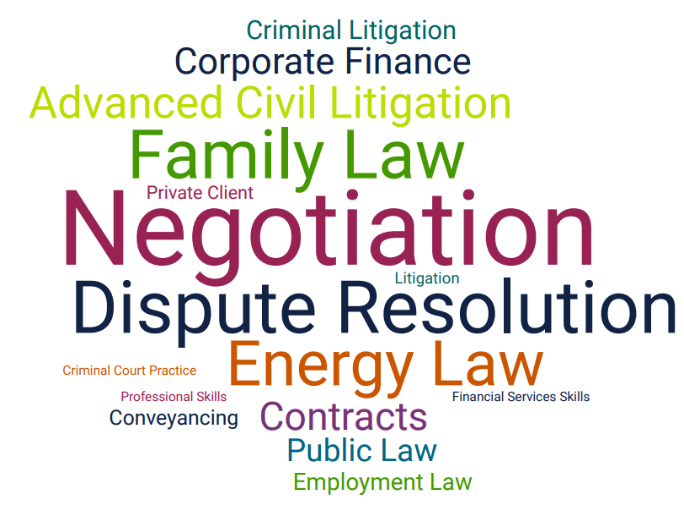 Criminal Litigation
Corporate Finance
Advanced Civil Litigation
Family Law
Private Client
Negotiation
Litigation
Dispute Resolution
Energy Law
Criminal Court Practice
Professional Skills
Financial Services Skills
Conveyancing
Contracts
Public Law
Employment Law